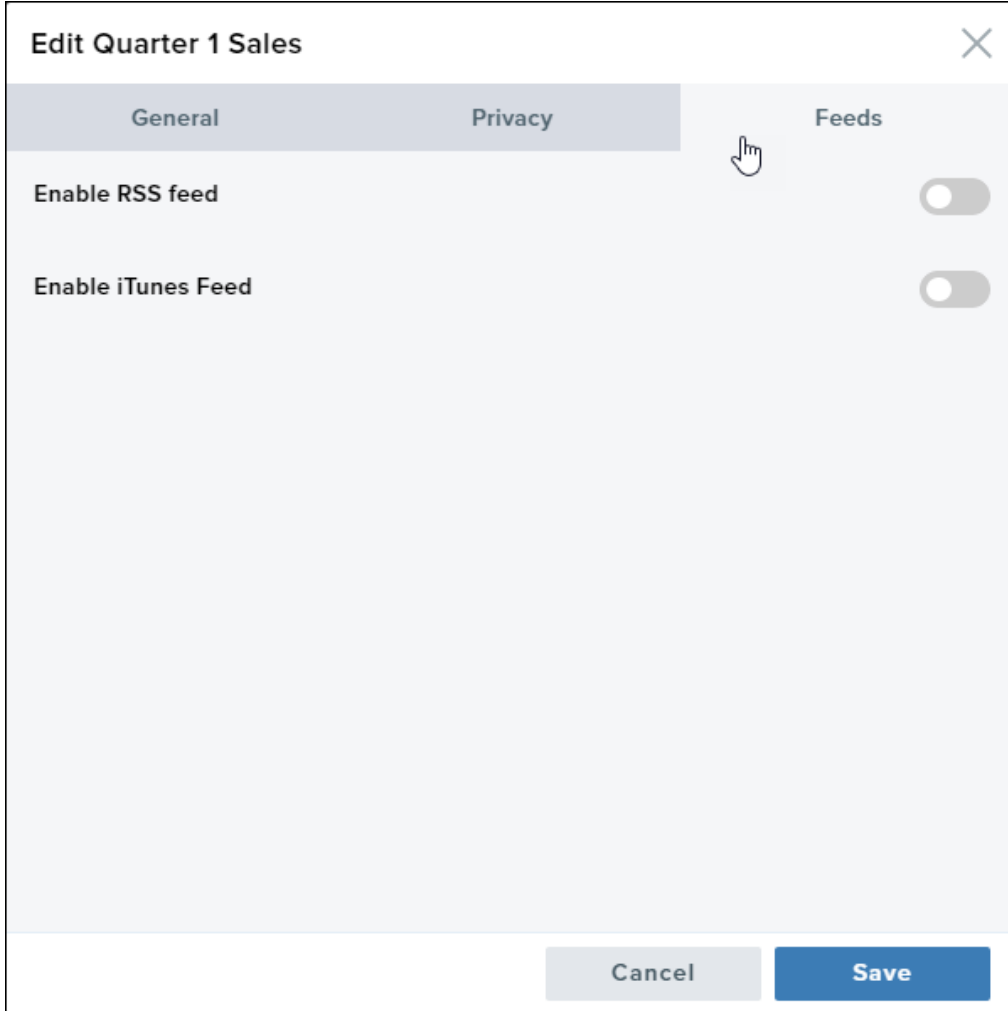 Edit Quarter 1 Sales
General Privacy Feeds
Enable RSS feed
Enable iTunes Feed
Cancel Save